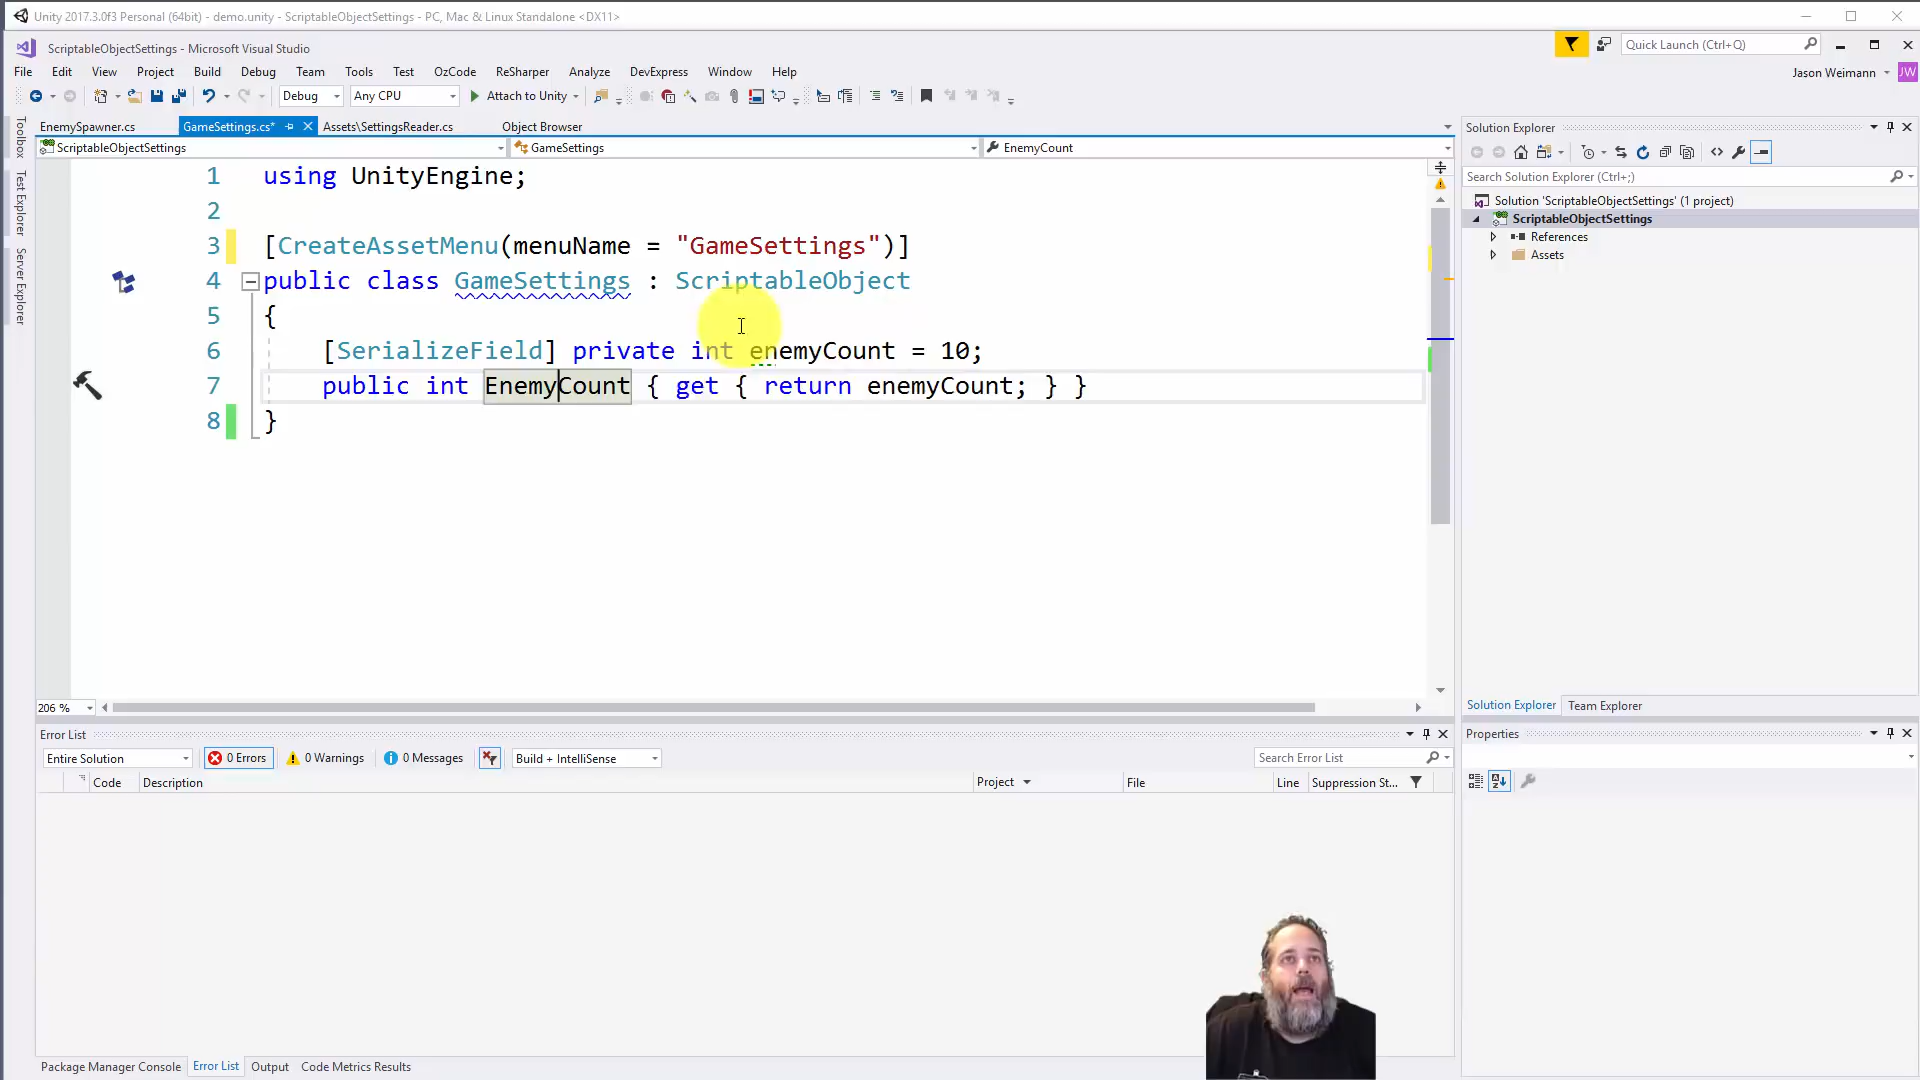 Unity 2017.3.0f3 Personal (64bit) - demo.unity - ScriptableObjectSettings - PC, Mac & Linux Standalone <DX11>
ScriptableObjectSettings - Microsoft Visual Studio
Quick Launch (Ctrl+Q)
File Edit View Project Build Debug Team Tools Test OzCode ReSharper Analyze DevExpress Window Help
Jason Weimann JW
Debug Any CPU Attach to Unity
EnemySpawner.cs GameSettings.cs* Assets\SettingsReader.cs Object Browser
ScriptableObjectSettings GameSettings EnemyCount
Toolbox
Test Explorer
Server Explorer
1 using UnityEngine;
2
3 [CreateAssetMenu(menuName = "GameSettings")]
4 public class GameSettings : ScriptableObject
5 {
6 [SerializeField] private int enemyCount = 10;
7 public int EnemyCount { get { return enemyCount; } }
8 }
206 %
Solution Explorer
Search Solution Explorer (Ctrl+;)
Solution 'ScriptableObjectSettings' (1 project)
ScriptableObjectSettings
References
Assets
Solution Explorer Team Explorer
Properties
Error List
Entire Solution 0 Errors 0 Warnings 0 Messages Build + IntelliSense Search Error List
Code Description Project File Line Suppression St...
Package Manager Console Error List Output Code Metrics Results